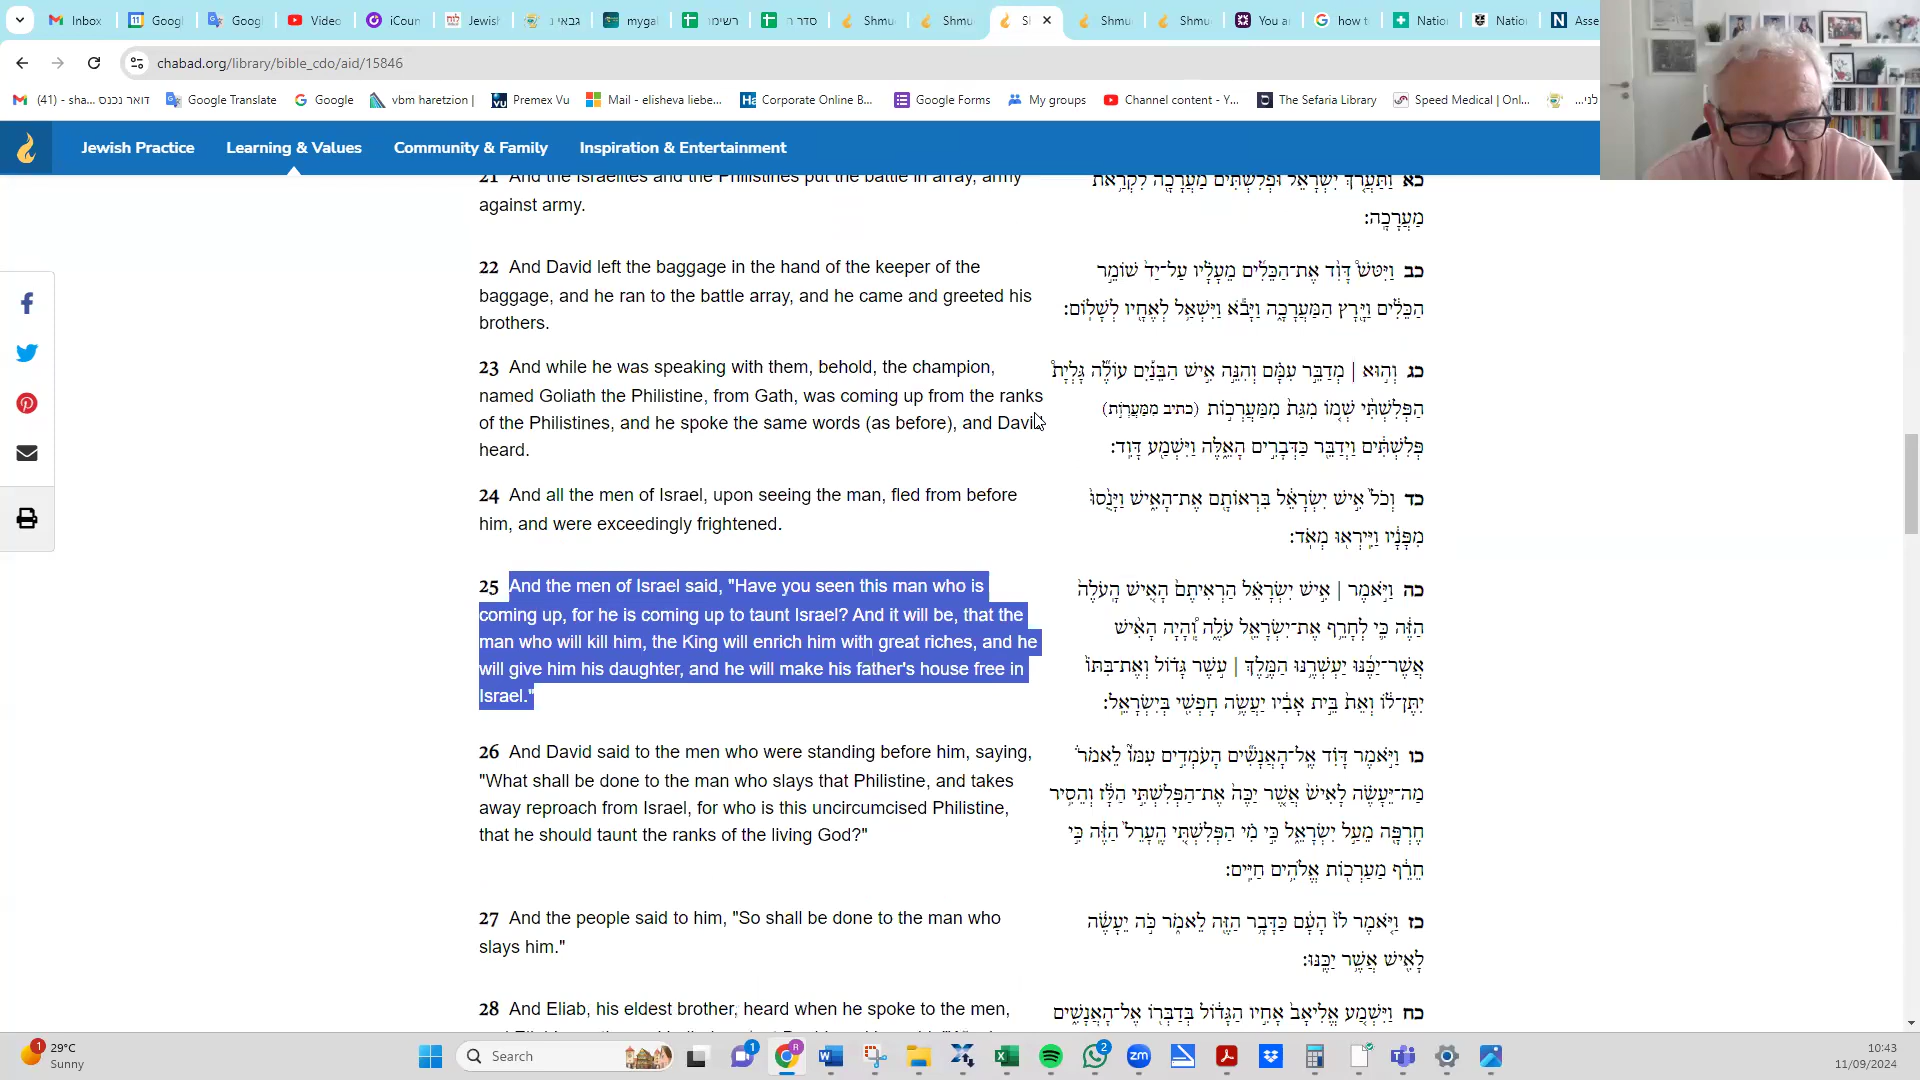 Inbox
Googl
Goog
Video
iCoun
Jewish
גבאי נ
mygal
רשימו
סדר ר
Shmu
Shmu
Shmu
Shmu
You a
how t
Natio
Natio
Asse
chabad.org/library/bible_cdo/aid/15846
(41) - sha... דואר נכנס
Google Translate
Google
vbm haretzion |
Premex Vu
Mail - elisheva liebe...
Corporate Online B...
Google Forms
My groups
Channel content - Y...
The Sefaria Library
Speed Medical | Onl...
Jewish Practice
Learning & Values
Community & Family
Inspiration & Entertainment
21 And the Israelites and the Philistines put the battle in array, army
against army.
כא וַתַּעֲרֹ֚ךְ יִשְׂרָאֵל֙ וּפְלִשְׁתִּ֔ים מַעֲרָכָ֖ה לִקְרַ֥את
מַעֲרָכָֽה:
22 And David left the baggage in the hand of the keeper of the
baggage, and he ran to the battle array, and he came and greeted his
brothers.
כב וַיִּטֹּשׁ֩ דָּוִ֨ד אֶת־הַכֵּלִ֜ים מֵעָלָ֗יו עַל־יַד֙ שׁוֹמֵ֣ר
הַכֵּלִ֔ים וַיָּ֖רָץ הַמַּעֲרָכָ֑ה וַיָּבֹ֕א וַיִּשְׁאַ֥ל לְאֶחָ֖יו לְשָׁלֽוֹם:
23 And while he was speaking with them, behold, the champion,
named Goliath the Philistine, from Gath, was coming up from the ranks
of the Philistines, and he spoke the same words (as before), and David
heard.
כג וְה֣וּא | מְדַבֵּ֣ר עִמָּ֗ם וְהִנֵּ֣ה אִ֣ישׁ הַבֵּנַ֡יִם עוֹלֶ֞ה גָּלְיָת֩
הַפְּלִשְׁתִּ֨י שְׁמ֚וֹ מִגַּת֙ מִמַּעַרְכ֣וֹת (כתיב מִמַּעֲר֣וֹת)
פְּלִשְׁתִּ֔ים וַיְדַבֵּ֖ר כַּדְּבָרִ֣ים הָאֵ֑לֶּה וַיִּשְׁמַ֖ע דָּוִֽד:
24 And all the men of Israel, upon seeing the man, fled from before
him, and were exceedingly frightened.
כד וְכֹל֙ אִ֣ישׁ יִשְׂרָאֵ֔ל בִּרְאוֹתָ֖ם אֶת־הָאִ֑ישׁ וַיָּנֻ֙סוּ֙
מִפָּנָ֔יו וַיִּֽירְא֖וּ מְאֹֽד:
25 And the men of Israel said, "Have you seen this man who is
coming up, for he is coming up to taunt Israel? And it will be, that the
man who will kill him, the King will enrich him with great riches, and he
will give him his daughter, and he will make his father's house free in
Israel."
כה וַיֹּ֣אמֶר | אִ֣ישׁ יִשְׂרָאֵ֗ל הַרְּאִיתֶם֙ הָאִ֚ישׁ הָֽעֹלֶה֙
הַזֶּ֔ה כִּ֛י לְחָרֵ֥ף אֶת־יִשְׂרָאֵ֖ל עֹלֶ֑ה וְֽ֠הָיָה הָאִ֨ישׁ
אֲשֶׁר־יַכֶּ֜נּוּ יַעְשְׁרֶ֥נּוּ הַמֶּ֣לֶךְ | עֹ֣שֶׁר גָּד֗וֹל וְאֶת־בִּתּוֹ֙
יִתֶּן־ל֔וֹ וְאֵת֙ בֵּ֣ית אָבִ֔יו יַעֲשֶׂ֥ה חָפְשִׁ֖י בְּיִשְׂרָאֵֽל:
26 And David said to the men who were standing before him, saying,
"What shall be done to the man who slays that Philistine, and takes
away reproach from Israel, for who is this uncircumcised Philistine,
that he should taunt the ranks of the living God?"
כו וַיֹּ֣אמֶר דָּוִ֗ד אֶֽל־הָאֲנָשִׁ֞ים הָעֹמְדִ֣ים עִמּוֹ֘ לֵאמֹר֒
מַה־יֵּעָשֶׂ֗ה לָאִישׁ֙ אֲשֶׁ֚ר יַכֶּה֙ אֶת־הַפְּלִשְׁתִּ֣י הַלָּ֔ז וְהֵסִ֥יר
חֶרְפָּ֖ה מֵעַ֣ל יִשְׂרָאֵ֑ל כִּ֣י מִ֗י הַפְּלִשְׁתִּ֚י הֶֽעָרֵל֙ הַזֶּ֔ה כִּ֣י
חֵרֵ֔ף מַעַרְכ֖וֹת אֱלֹהִ֥ים חַיִּֽים:
27 And the people said to him, "So shall be done to the man who
slays him."
כז וַיֹּ֚אמֶר לוֹ֙ הָעָ֔ם כַּדָּבָ֥ר הַזֶּ֖ה לֵאמֹ֑ר כֹּ֣ה יֵעָשֶׂ֔ה
לָאִ֖ישׁ אֲשֶׁ֥ר יַכֶּֽנּוּ:
28 And Eliab, his eldest brother, heard when he spoke to the men,
כח וַיִּשְׁמַ֚ע אֱלִיאָב֙ אָחִ֣יו הַגָּד֔וֹל בְּדַבְּר֖וֹ אֶל־הָאֲנָשִׁ֑ים
29°C
Sunny
Search
10:43
11/09/2024